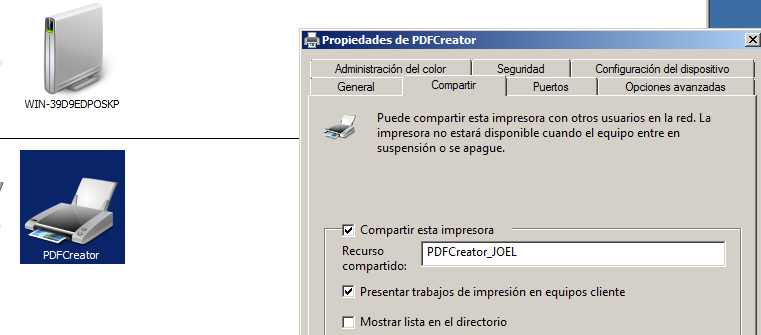 WIN-39D9EDPOSKP
PDFCreator
Propiedades de PDFCreator
Administración del color
Seguridad
Configuración del dispositivo
General
Compartir
Puertos
Opciones avanzadas
Puede compartir esta impresora con otros usuarios en la red. La
impresora no estará disponible cuando el equipo entre en
suspensión o se apague.
Compartir esta impresora
Recurso
compartido:
PDFCreator_JOEL
Presentar trabajos de impresión en equipos cliente
Mostrar lista en el directorio